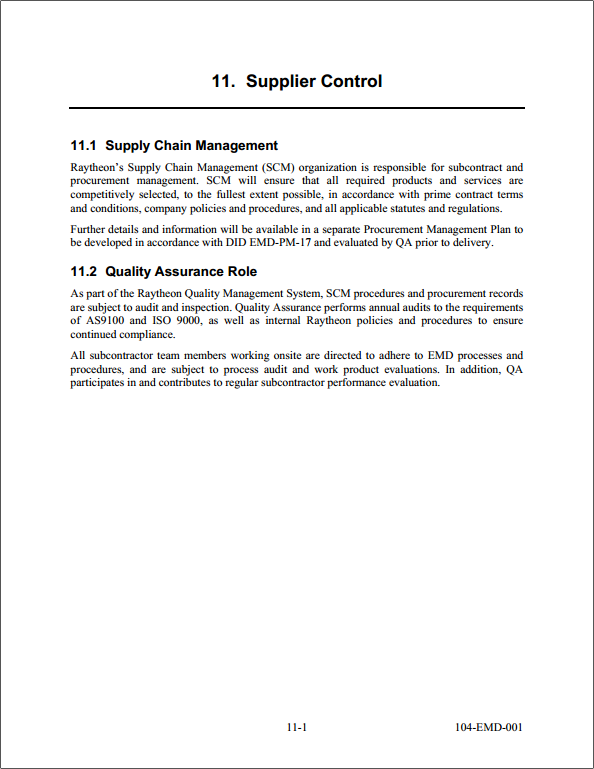 11. Supplier Control
11.1 Supply Chain Management
Raytheon’s Supply Chain Management (SCM) organization is responsible for subcontract and
procurement management. SCM will ensure that all required products and services are
competitively selected, to the fullest extent possible, in accordance with prime contract terms
and conditions, company policies and procedures, and all applicable statutes and regulations.
Further details and information will be available in a separate Procurement Management Plan to
be developed in accordance with DID EMD-PM-17 and evaluated by QA prior to delivery.
11.2 Quality Assurance Role
As part of the Raytheon Quality Management System, SCM procedures and procurement records
are subject to audit and inspection. Quality Assurance performs annual audits to the requirements
of AS9100 and ISO 9000, as well as internal Raytheon policies and procedures to ensure
continued compliance.
All subcontractor team members working onsite are directed to adhere to EMD processes and
procedures, and are subject to process audit and work product evaluations. In addition, QA
participates in and contributes to regular subcontractor performance evaluation.
11-1 104-EMD-001